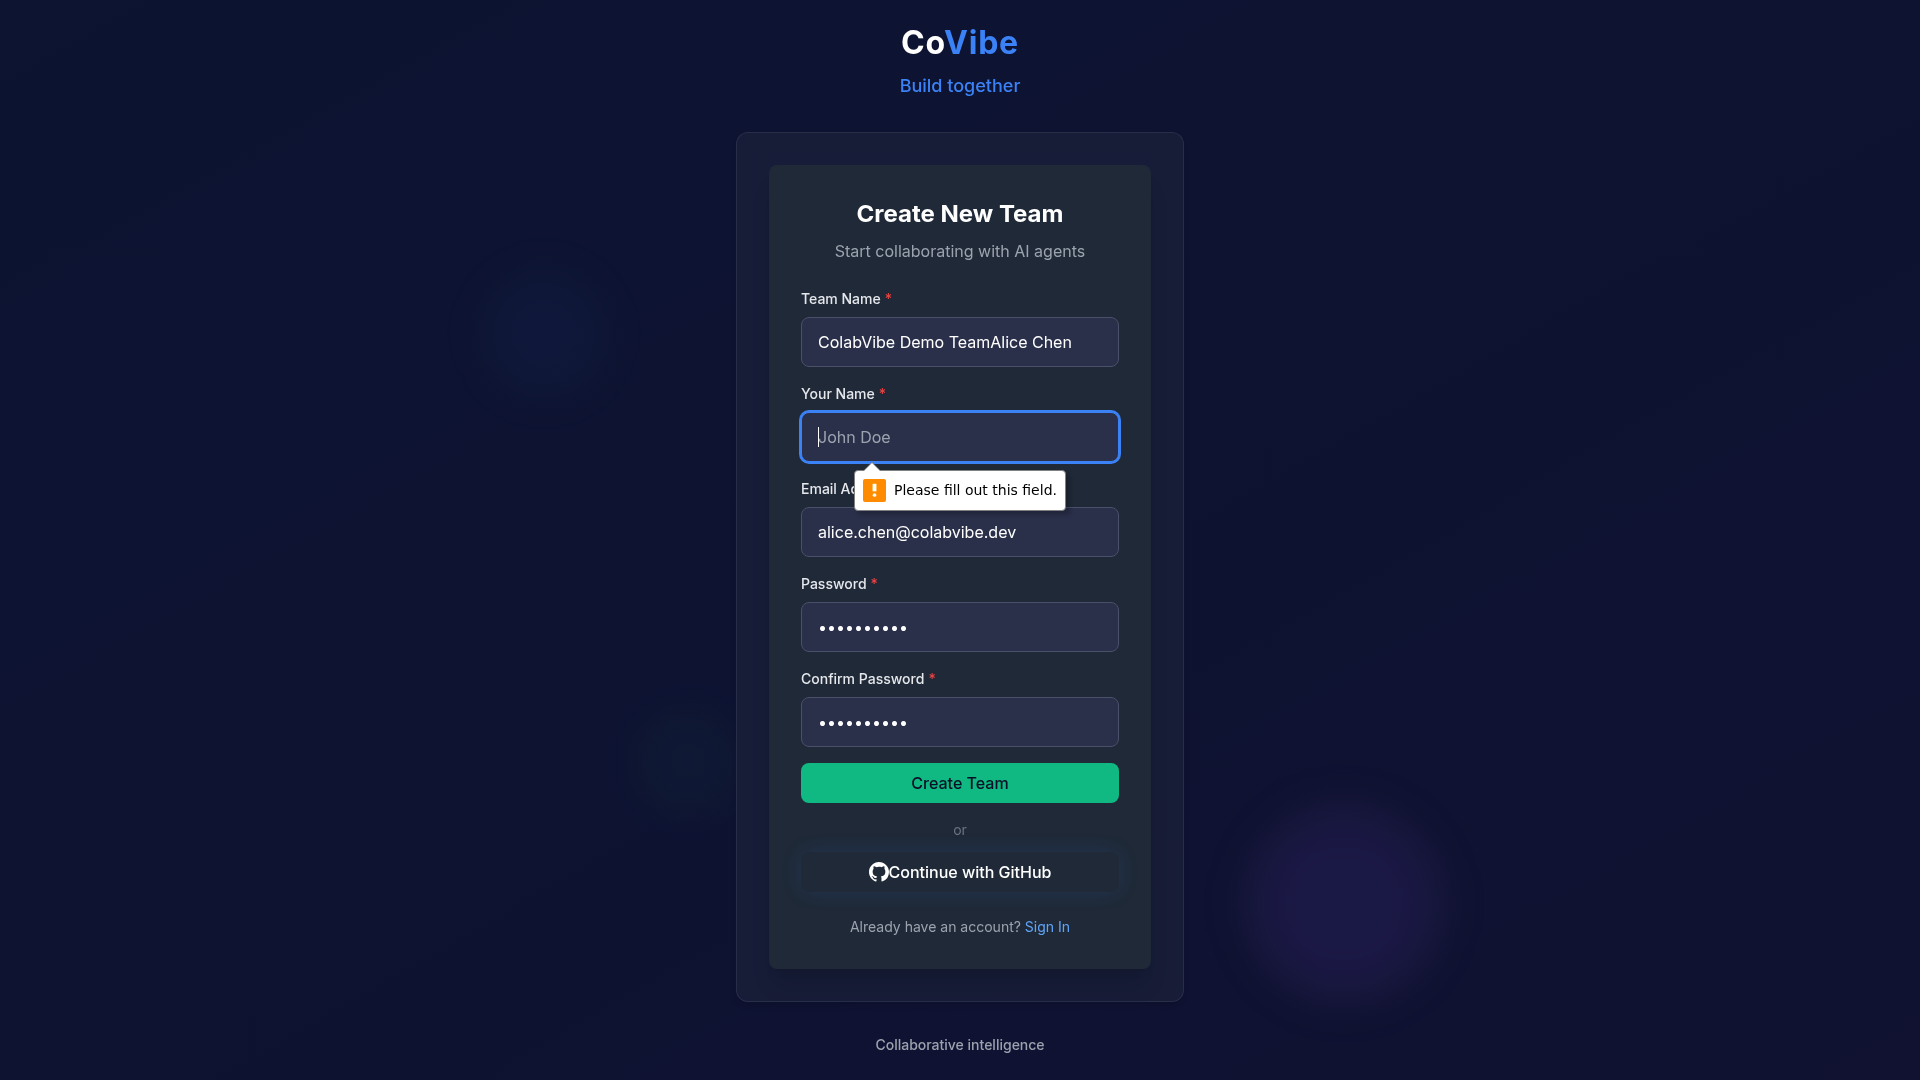 CoVibe
Build together
Create New Team
Start collaborating with AI agents
Team Name *
ColabVibe Demo TeamAlice Chen
Your Name *
John Doe
Please fill out this field.
Email Ad
alice.chen@colabvibe.dev
Password *
••••••••••
Confirm Password *
••••••••••
Create Team
or
Continue with GitHub
Already have an account? Sign In
Collaborative intelligence